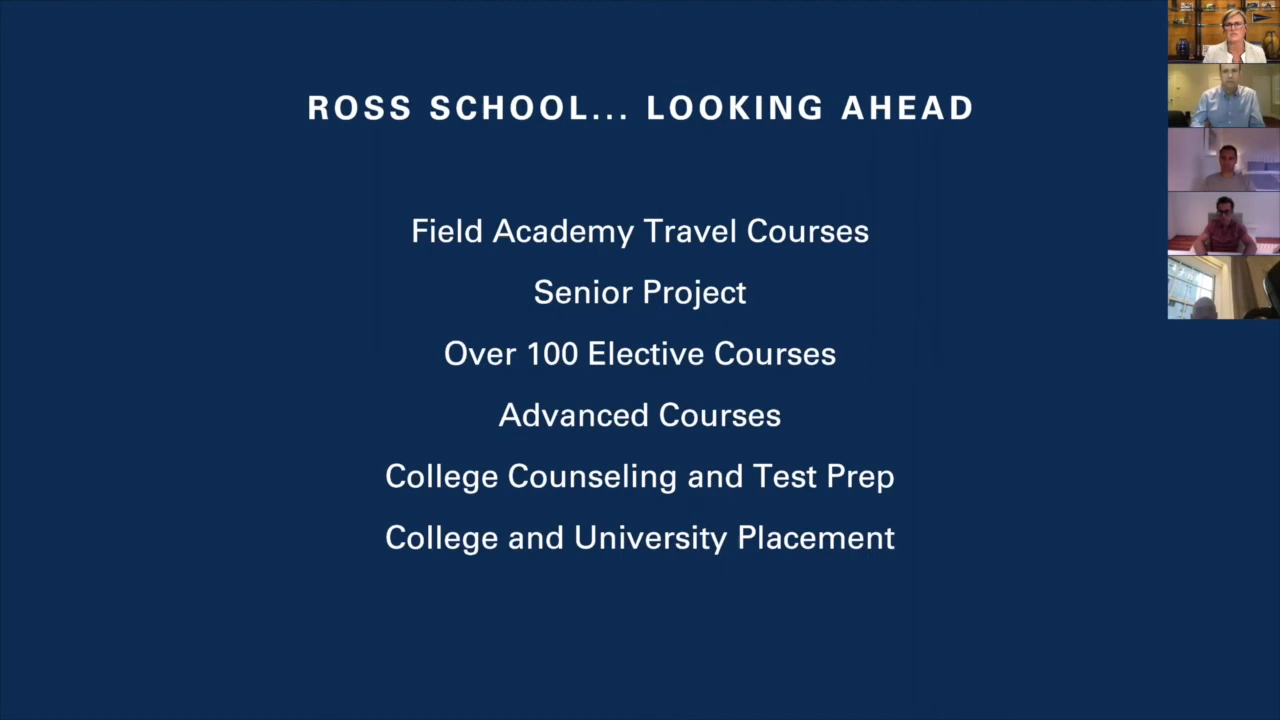 ROSS SCHOOL... LOOKING AHEAD
Field Academy Travel Courses
Senior Project
Over 100 Elective Courses
Advanced Courses
College Counseling and Test Prep
College and University Placement